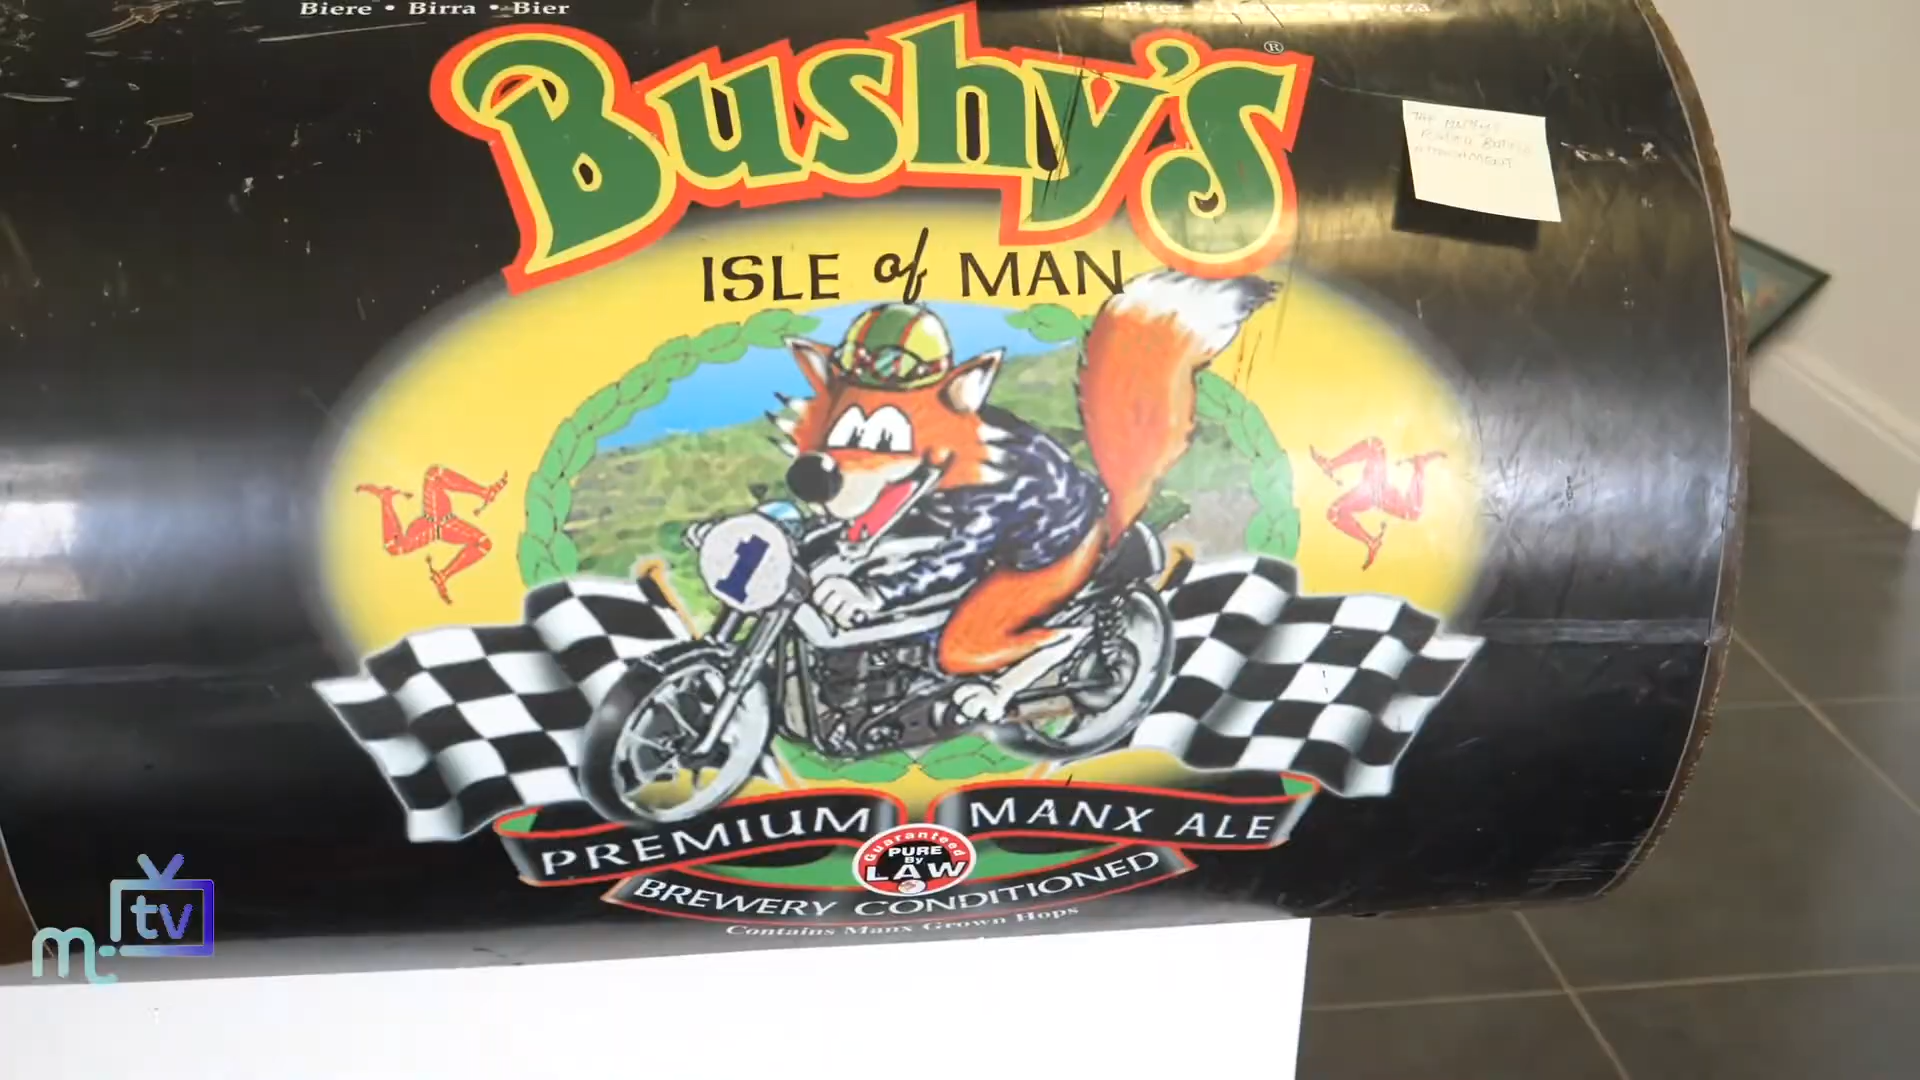 Biere • Birra • Bier
Bushy's ®
ISLE of MAN
1
PREMIUM MANX ALE
Guaranteed
PURE
By
LAW
BREWERY CONDITIONED
Contains Manx Grown Hops
m tv